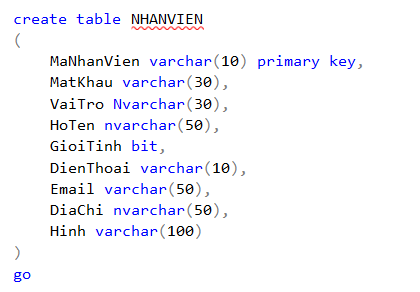 create table NHANVIEN
(
MaNhanVien varchar(10) primary key,
MatKhau varchar(30),
VaiTro Nvarchar(30),
HoTen nvarchar(50),
GioiTinh bit,
DienThoai varchar(10),
Email varchar(50),
DiaChi nvarchar(50),
Hinh varchar(100)
)
go